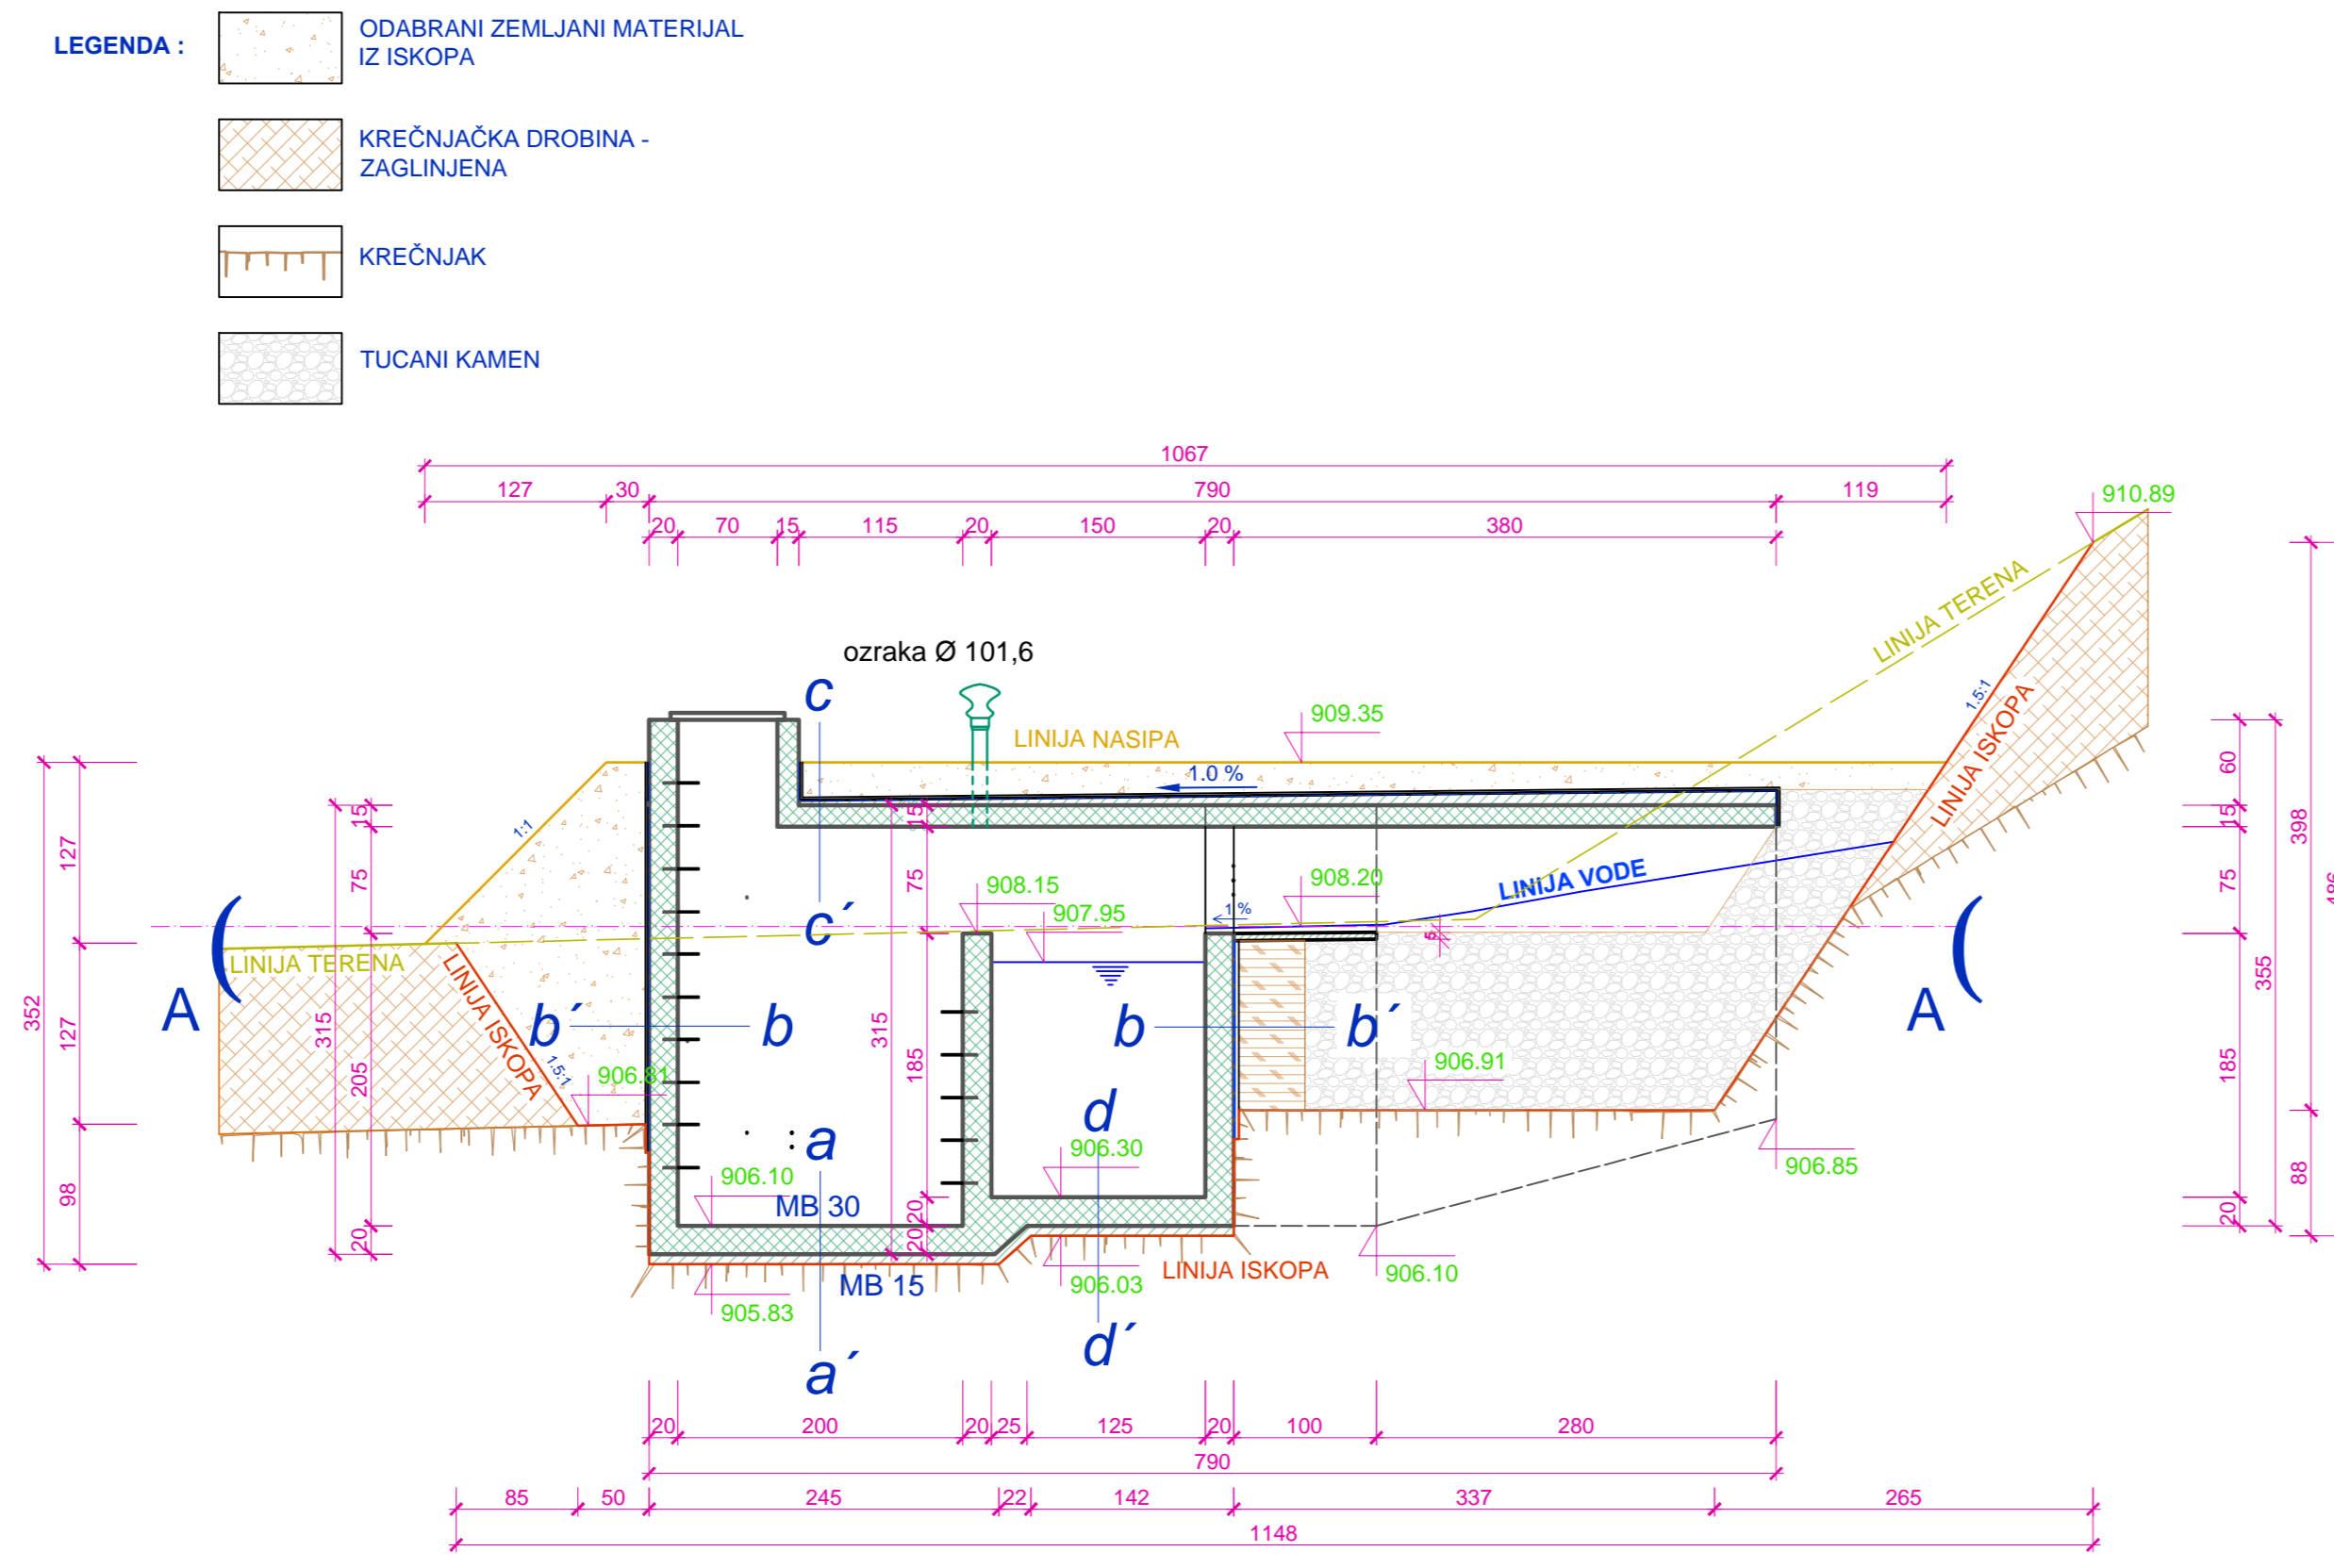 LEGENDA :
ODABRANI ZEMLJANI MATERIJAL
IZ ISKOPA
KREČNJAČKA DROBINA -
ZAGLINJENA
KREČNJAK
TUCANI KAMEN
1067
127 30 790 119
910.89
20 70 15 115 20 150 20 380
LINIJA TERENA
ozraka Ø 101,6
c
909.35
LINIJA NASIPA
1.5:1
LINIJA ISKOPA
1.0 %
1:1
127
15
15
60
15
398
75
75
75
LINIJA VODE
908.15
908.20
907.95
1 %
c´
5
486
LINIJA TERENA
LINIJA ISKOPA
A
A
352
315
127
205
b´
b
315
185
b
b´
355
185
1.5:1
906.81
906.91
d
a
906.30
906.10
MB 30
906.85
98
20
20
20
20
88
MB 15
905.83
906.03
LINIJA ISKOPA
906.10
a´
d´
20 200 20 25 125 20 100 280
790
85 50 245 22 142 337 265
1148